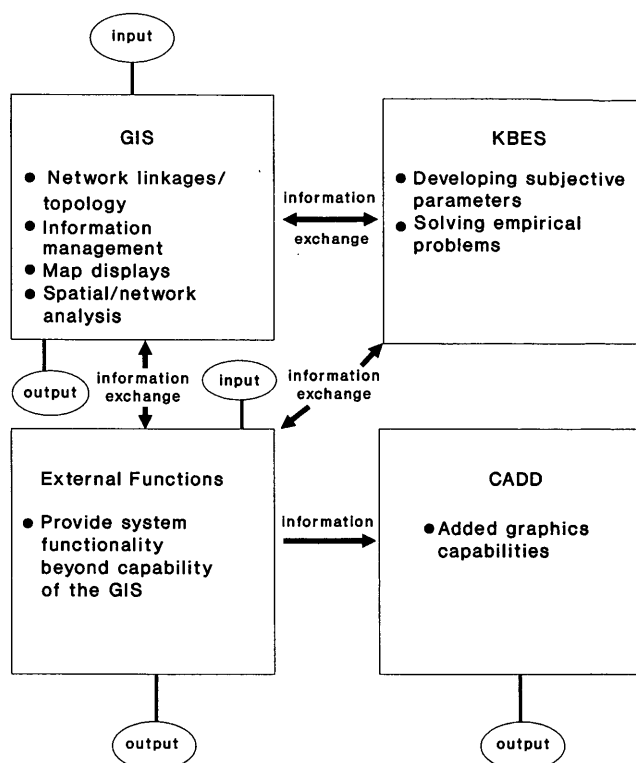 input
GIS
● Network linkages/
topology
● Information
management
● Map displays
● Spatial/network
analysis
information
exchange
KBES
● Developing subjective
parameters
● Solving empirical
problems
output
information
exchange
input
information
exchange
External Functions
● Provide system
functionality
beyond capability
of the GIS
information
CADD
● Added graphics
capabilities
output
output